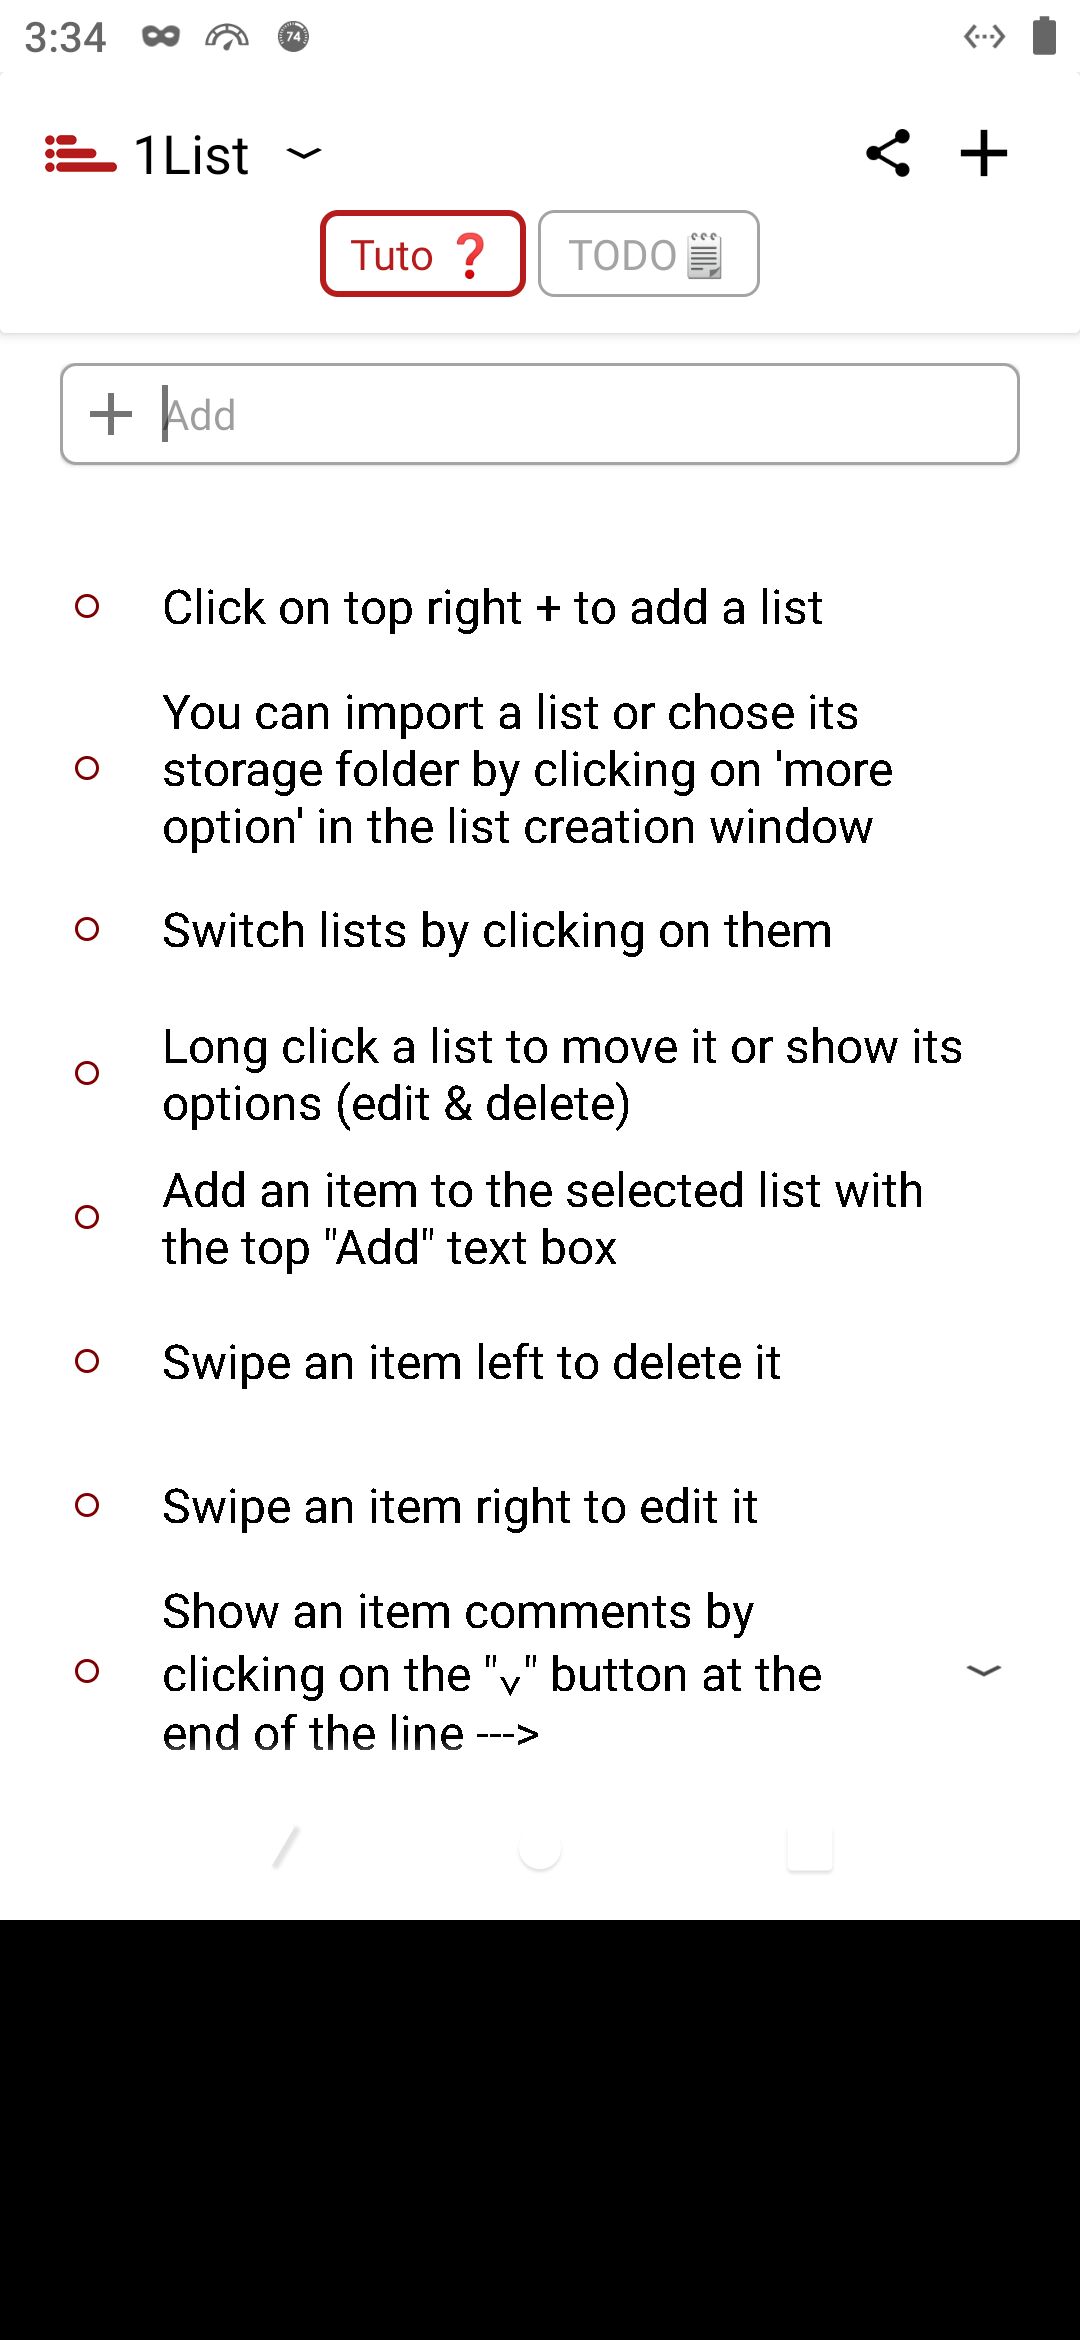 3:34
74
1List
Tuto ❓
TODO
Add
Click on top right + to add a list
You can import a list or chose its
storage folder by clicking on 'more
option' in the list creation window
Switch lists by clicking on them
Long click a list to move it or show its
options (edit & delete)
Add an item to the selected list with
the top "Add" text box
Swipe an item left to delete it
Swipe an item right to edit it
Show an item comments by
clicking on the "˅" button at the
end of the line --->